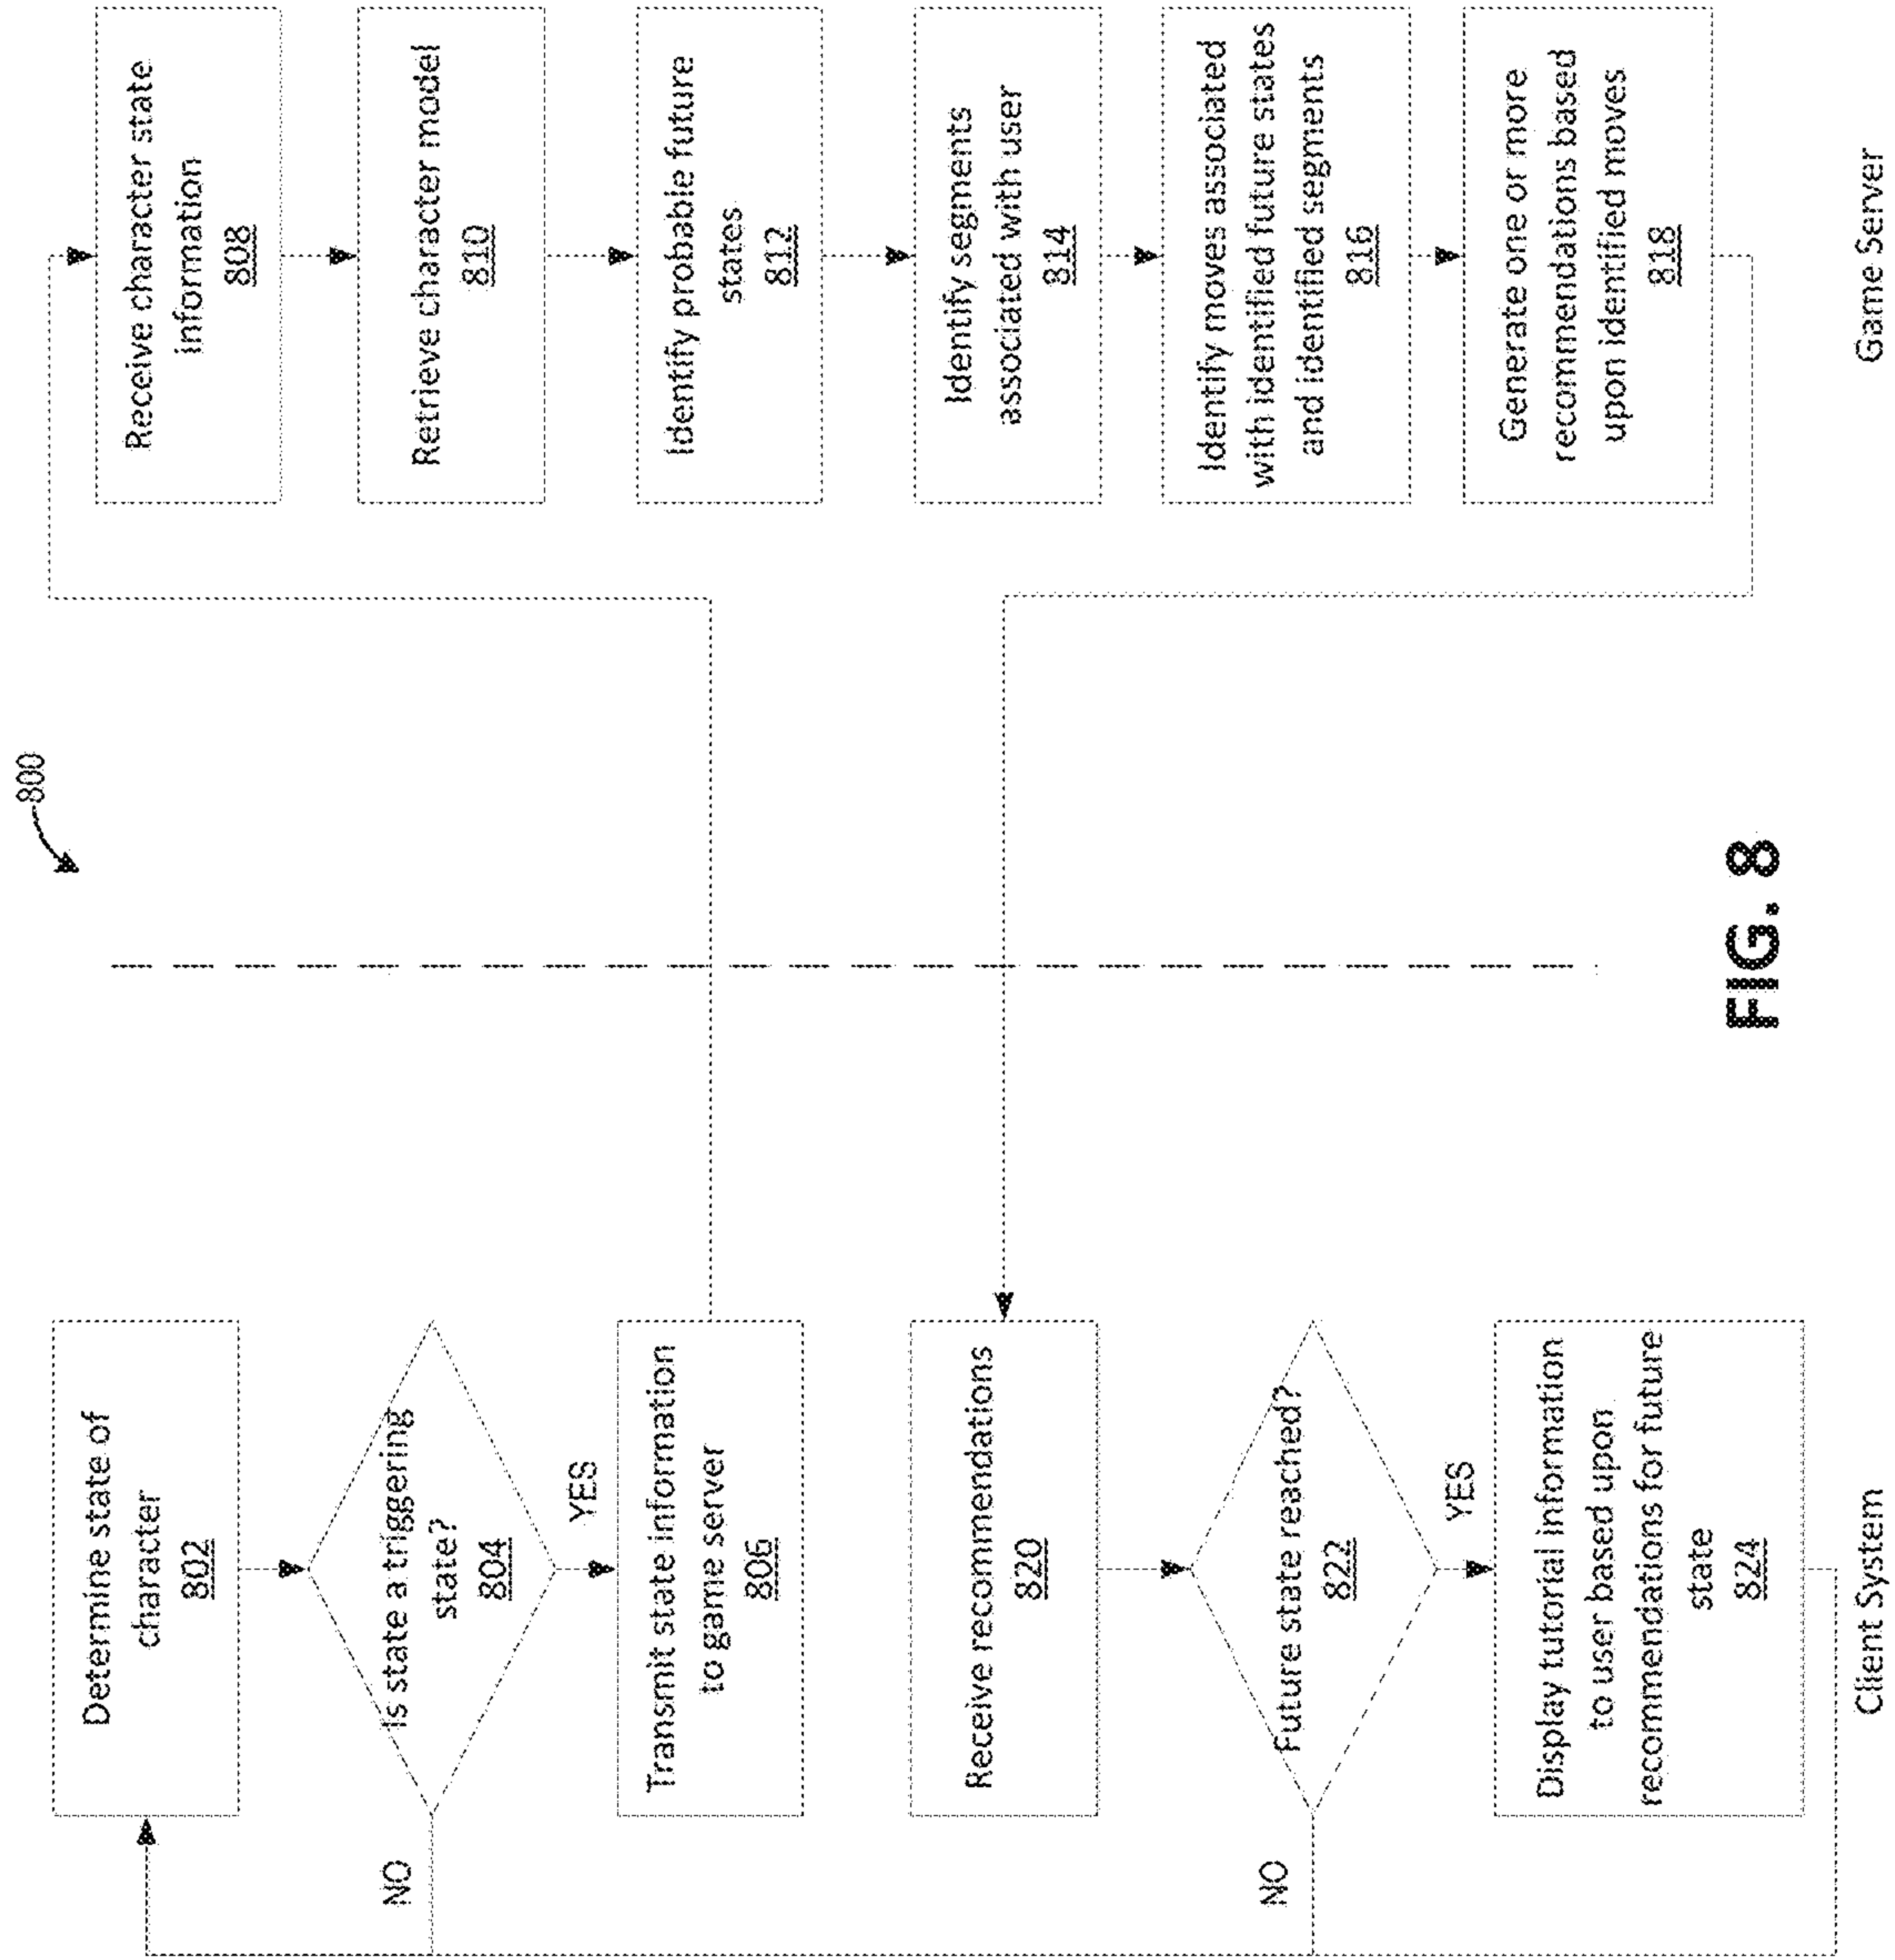 800
Determine state of
character
802
Is state a triggering
state?
804
NO
YES
Transmit state information
to game server
806
Receive recommendations
820
Future state reached?
822
NO
YES
Display tutorial information
to user based upon
recommendations for future
state
824
Client System
Receive character state
information
808
Retrieve character model
810
Identify probable future
states
812
Identify segments
associated with user
814
Identify moves associated
with identified future states
and identified segments
816
Generate one or more
recommendations based
upon identified moves
818
Game Server
FIG. 8